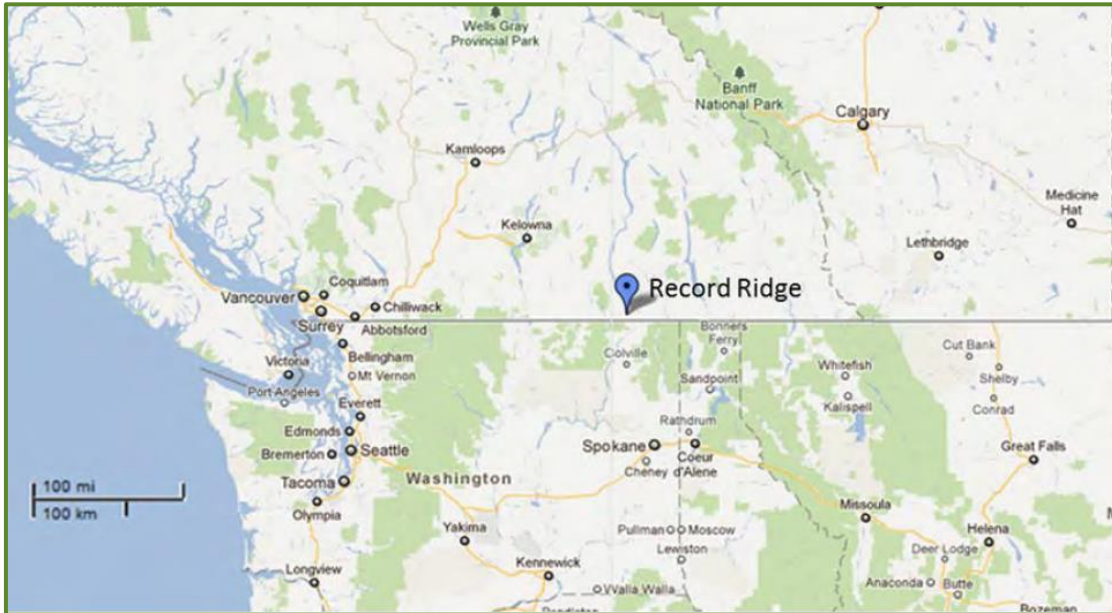 Wells Gray
Provincial Park
Banff
National Park
Calgary
Kamloops
Medicine
Hat
Kelowna
Lethbridge
Record Ridge
Coquitlam
Vancouver
Chilliwack
Surrey
Abbotsford
Bonners
Ferry
Cut Bank
Victoria
Bellingham
Colville
Whitefish
Mt Vernon
Shelby
Port Angeles
Sandpoint
Kalispell
Conrad
Everett
Rathdrum
Edmonds
Seattle
Spokane
Great Falls
Bremerton
Coeur
d'Alene
Cheney
Washington
Tacoma
100 mi
100 km
Olympia
Missoula
Yakima
Pullman
Moscow
Helena
Lewiston
Deer Lodge
Longview
Kennewick
Walla Walla
Anaconda
Butte
Bozeman